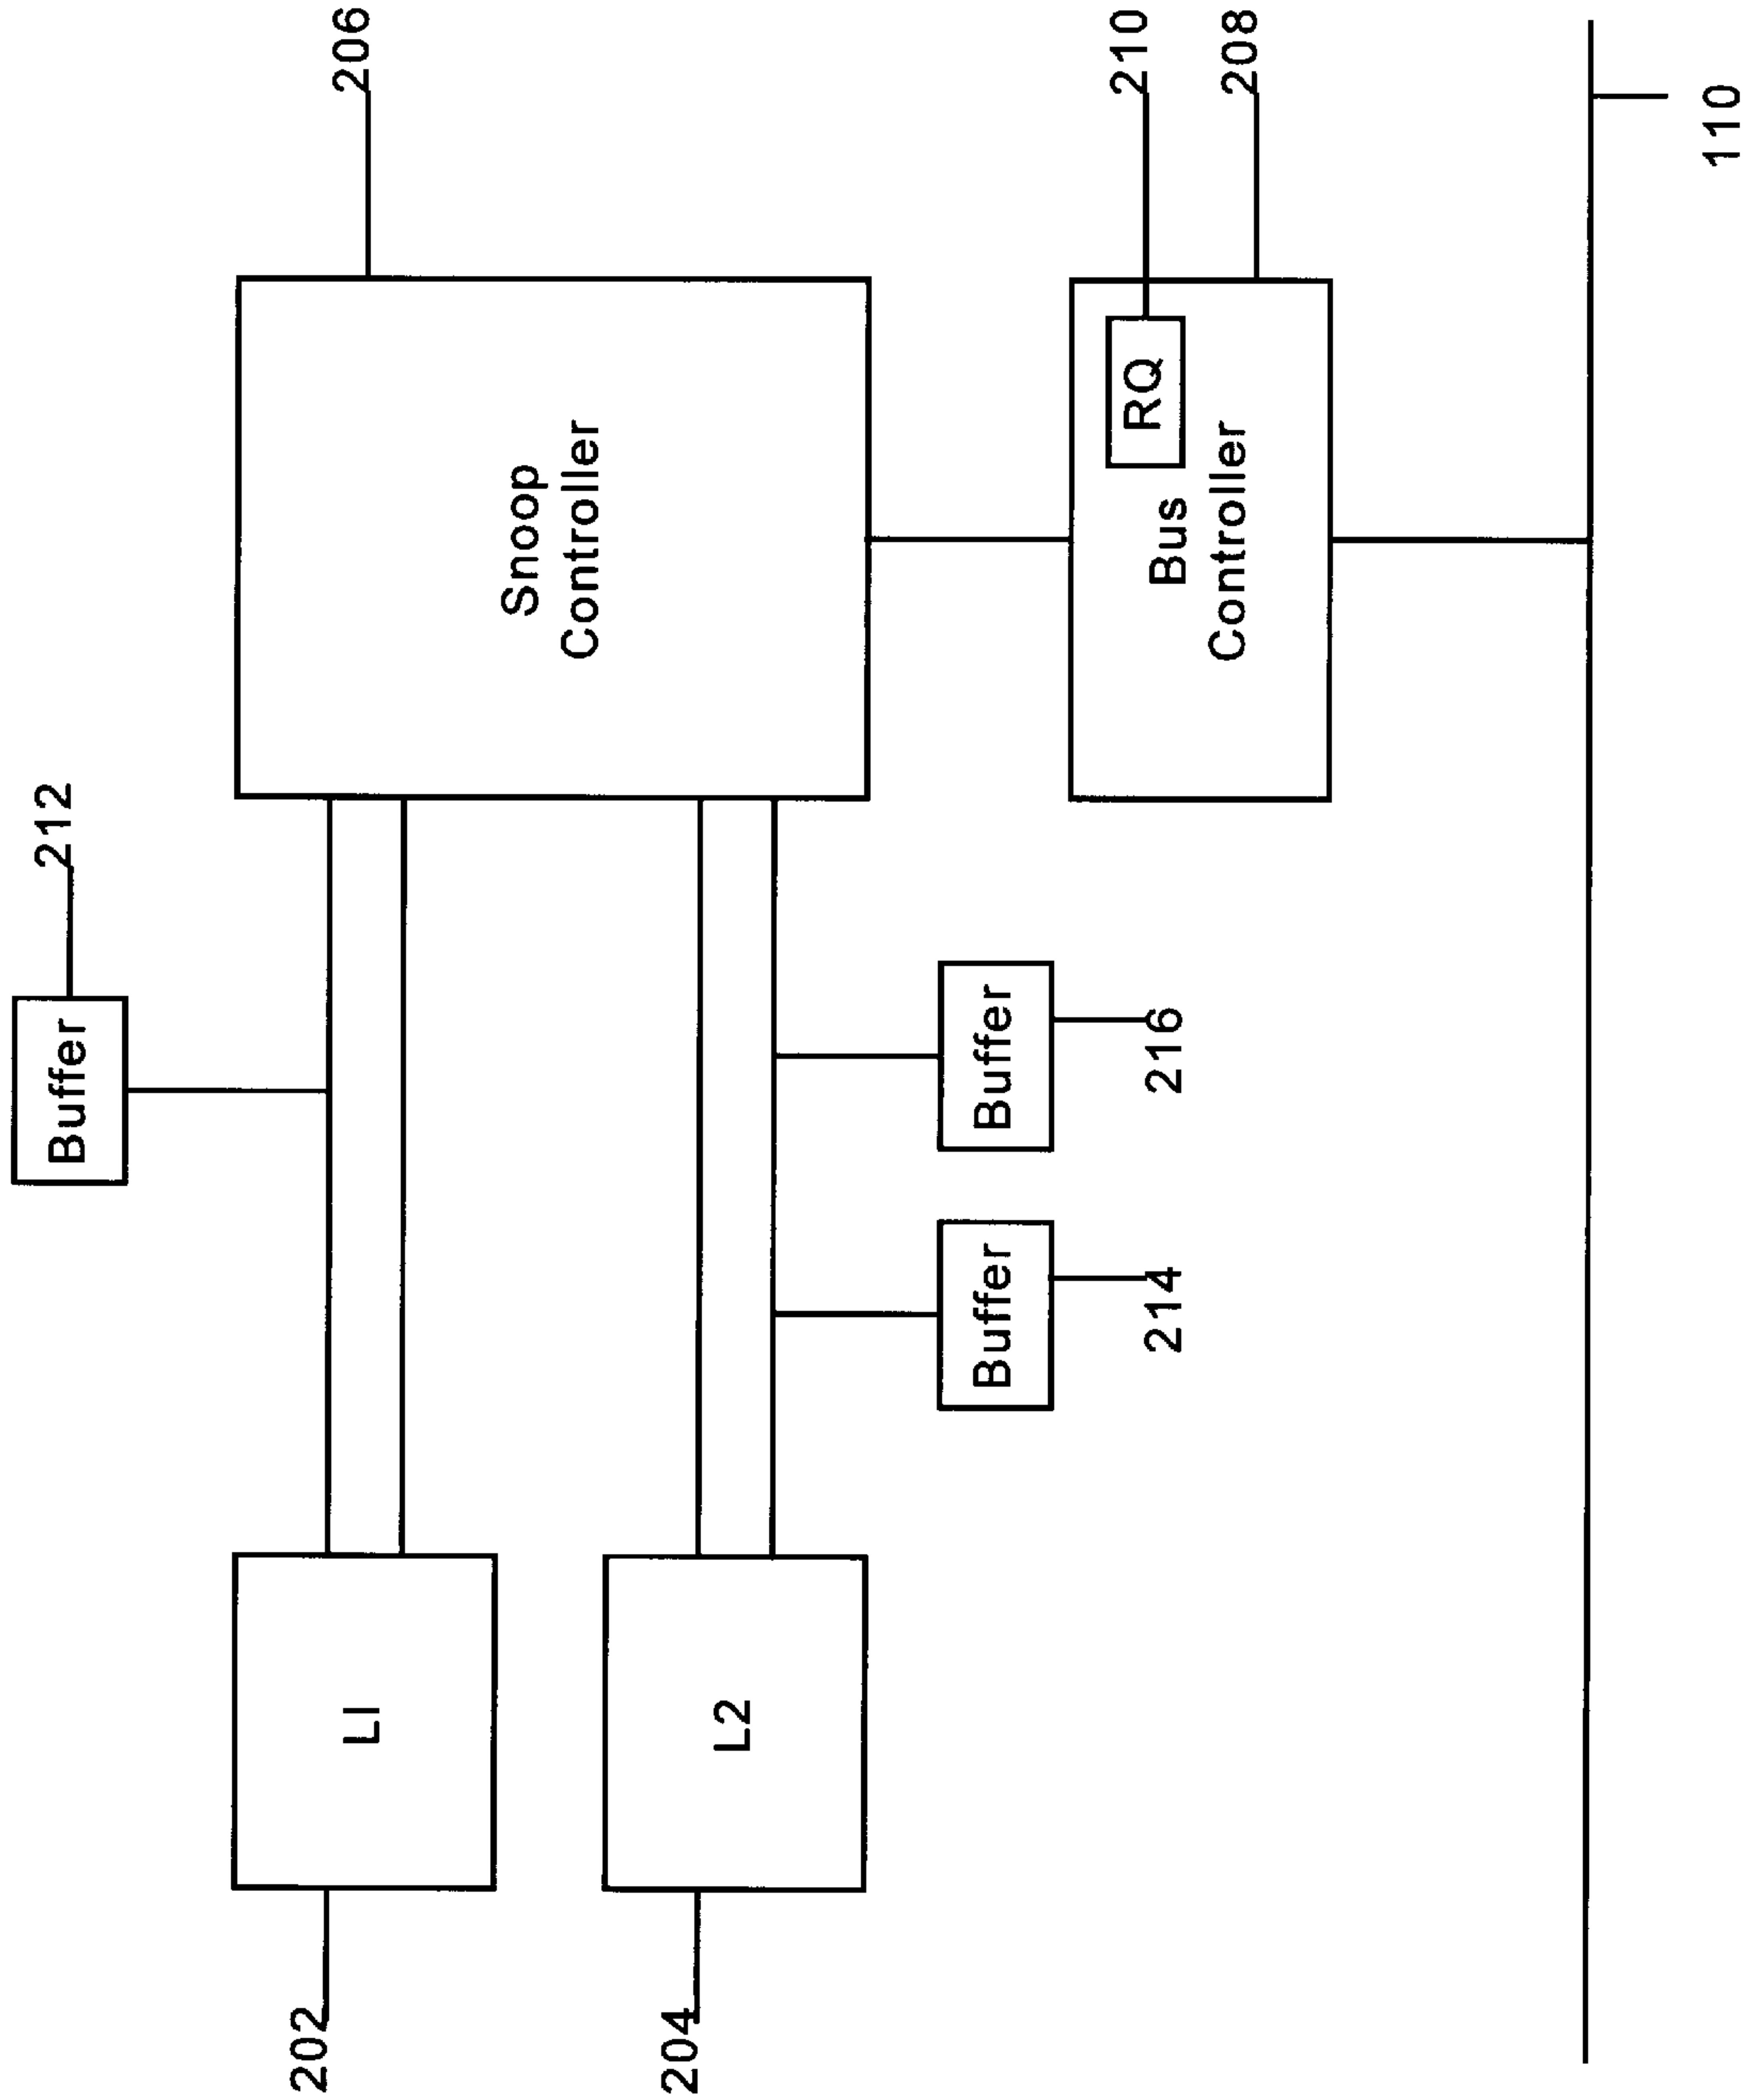 Buffer
212
202
LI
Snoop
Controller
206
204
L2
Buffer
Buffer
214
216
RQ
210
Bus
Controller
208
110